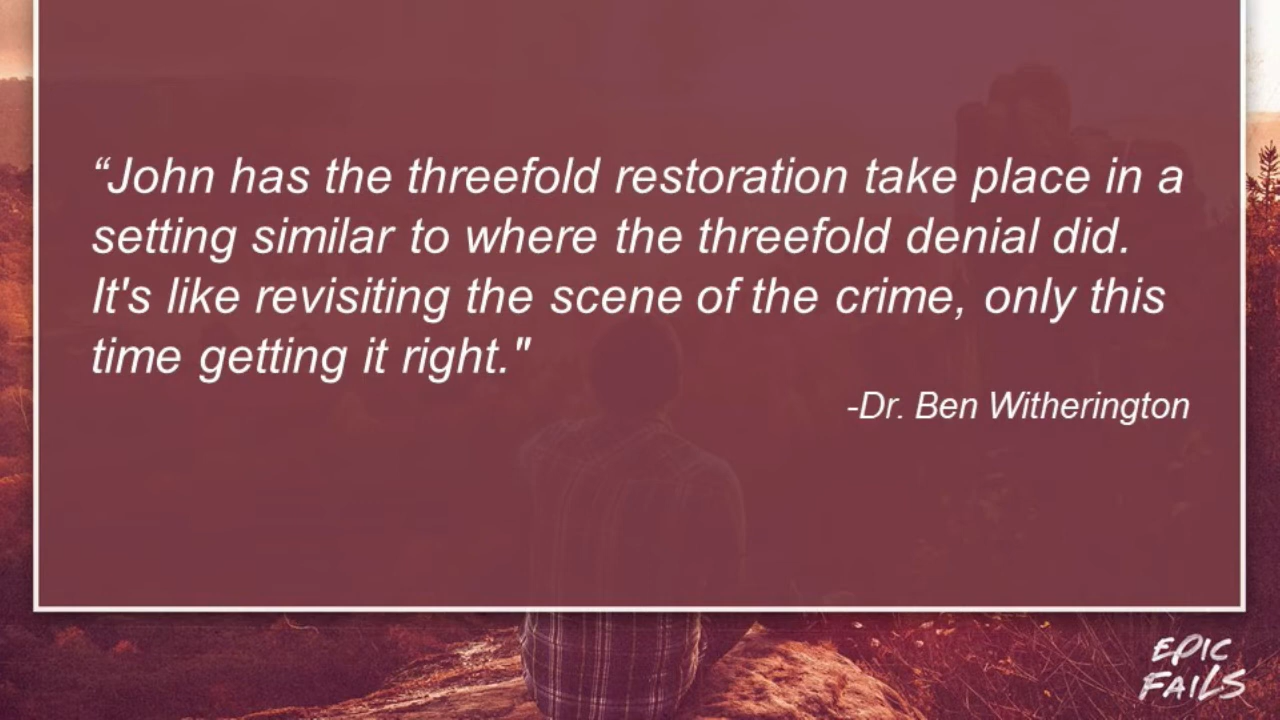 “John has the threefold restoration take place in a
setting similar to where the threefold denial did.
It's like revisiting the scene of the crime, only this
time getting it right."
-Dr. Ben Witherington
EPIC
FAILS